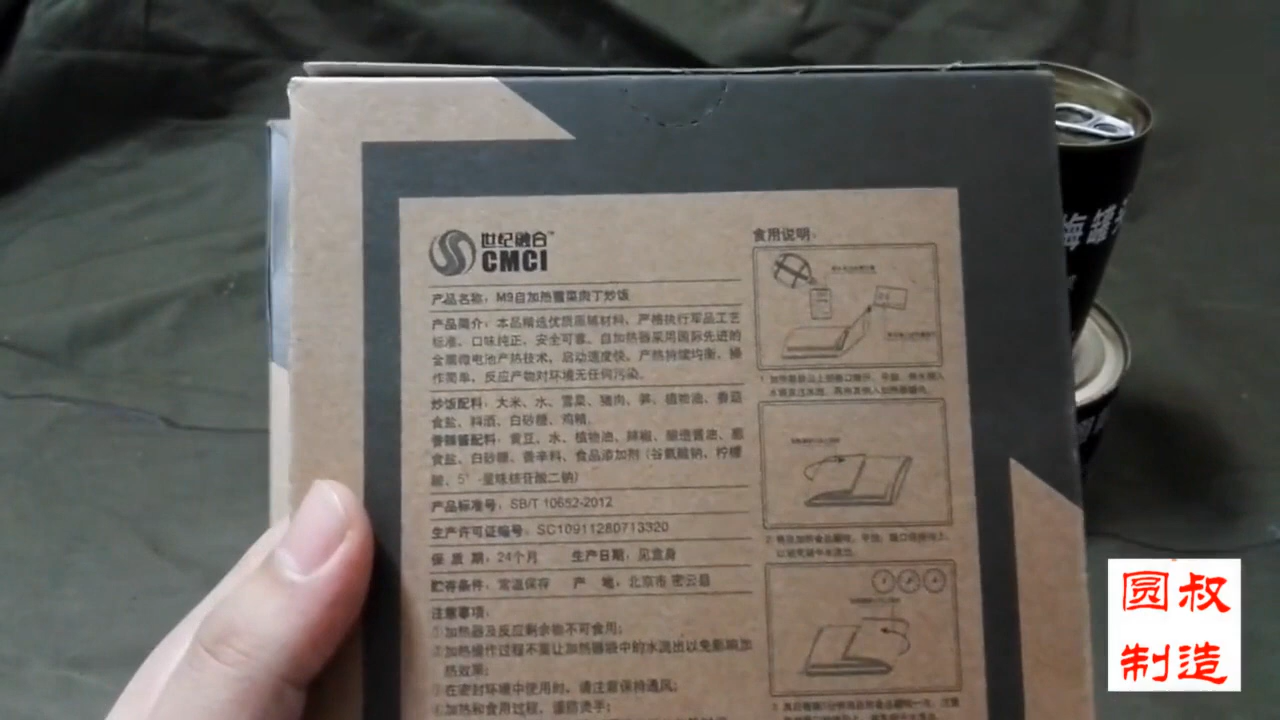 世纪融合™
CMCI
产品名称：M9自加热雪菜肉丁炒饭
产品简介：本品精选优质原辅材料、严格执行军品工艺
标准、口味纯正、安全可靠。自加热器采用国际先进的
金属微电池产热技术、启动速度快、产热持续均衡、操
作简单、反应产物对环境无任何污染。
炒饭配料：大米、水、雪菜、猪肉、笋、植物油、香菇
食盐、料酒、白砂糖、鸡精。
香辣酱配料：黄豆、水、植物油、辣椒、酿造酱油、葱
食盐、白砂糖、香辛料、食品添加剂（谷氨酸钠、柠檬
酸、5'-呈味核苷酸二钠）
产品标准号：SB/T 10652-2012
生产许可证编号：SC10911280713320
保 质 期：24个月 生产日期：见盒身
贮存条件：常温保存 产 地：北京市 密云县
注意事项：
①加热器及反应剩余物不可食用；
②加热操作过程不要让加热器袋中的水流出以免影响加
热效果；
③在密封环境中使用时，请注意保持通风；
④加热和食用过程，谨防烫手；
食用说明：
罐头
圆叔
制造